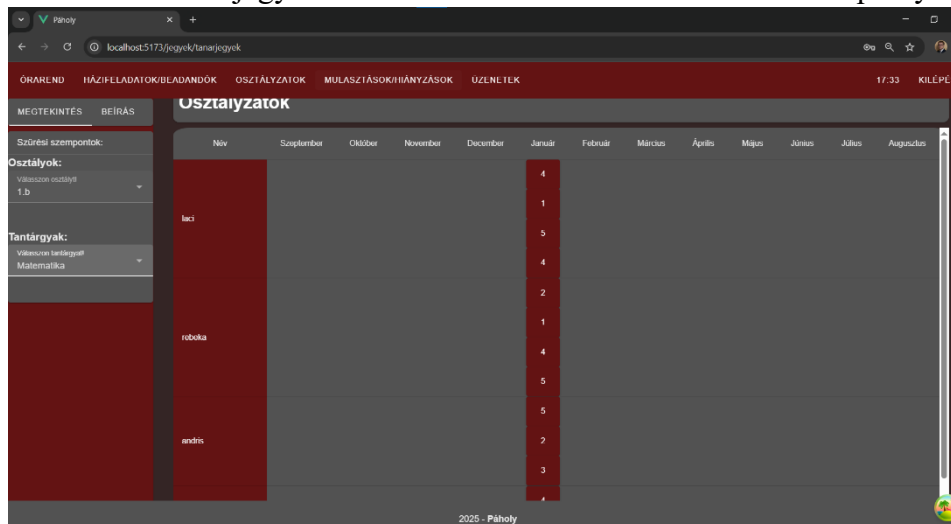 Páholy
localhost:5173/jegyek/tanarjegyek
ÓRAREND HÁZIFELADATOK/BEADANDÓK OSZTÁLYZATOK MULASZTÁSOK/HIÁNYZÁSOK ÜZENETEK 17:33 KILÉPÉ
MEGTEKINTÉS BEÍRÁS
Osztályzatok
Szűrési szempontok:
Név Szeptember Október November December Január Február Március Április Május Június Július Augusztus
Osztályok:
Válasszon osztályt!
1.b
Tantárgyak:
Válasszon tantárgyat!
Matematika
laci
4
1
5
4
rebeka
2
1
4
5
andris
5
2
3
4
2025 - Páholy